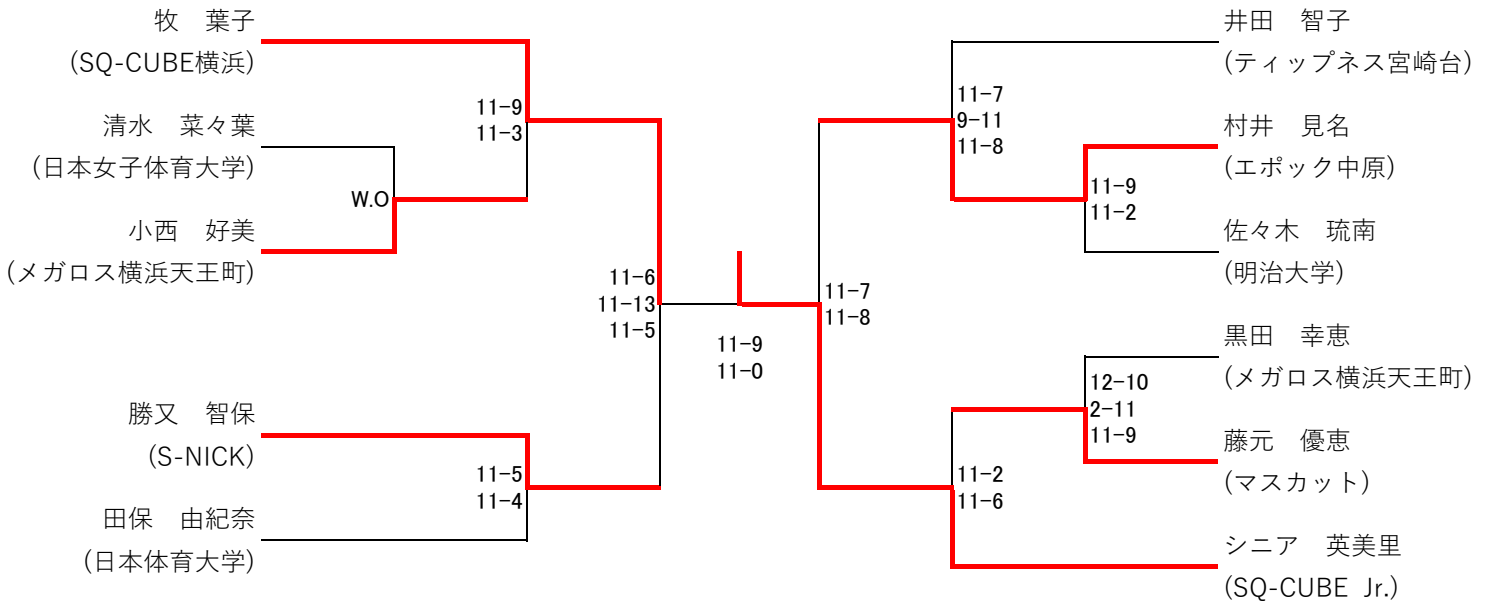 牧　葉子
(SQ-CUBE横浜)
清水　菜々葉
(日本女子体育大学)
小西　好美
(メガロス横浜天王町)
勝又　智保
(S-NICK)
田保　由紀奈
(日本体育大学)
11-9
11-3
W.O
11-5
11-4
11-6
11-13
11-5
11-9
11-0
11-7
11-8
11-7
9-11
11-8
11-2
11-6
11-9
11-2
12-10
2-11
11-9
井田　智子
(ティップネス宮崎台)
村井　見名
(エポック中原)
佐々木　琉南
(明治大学)
黒田　幸恵
(メガロス横浜天王町)
藤元　優恵
(マスカット)
シニア　英美里
(SQ-CUBE Jr.)